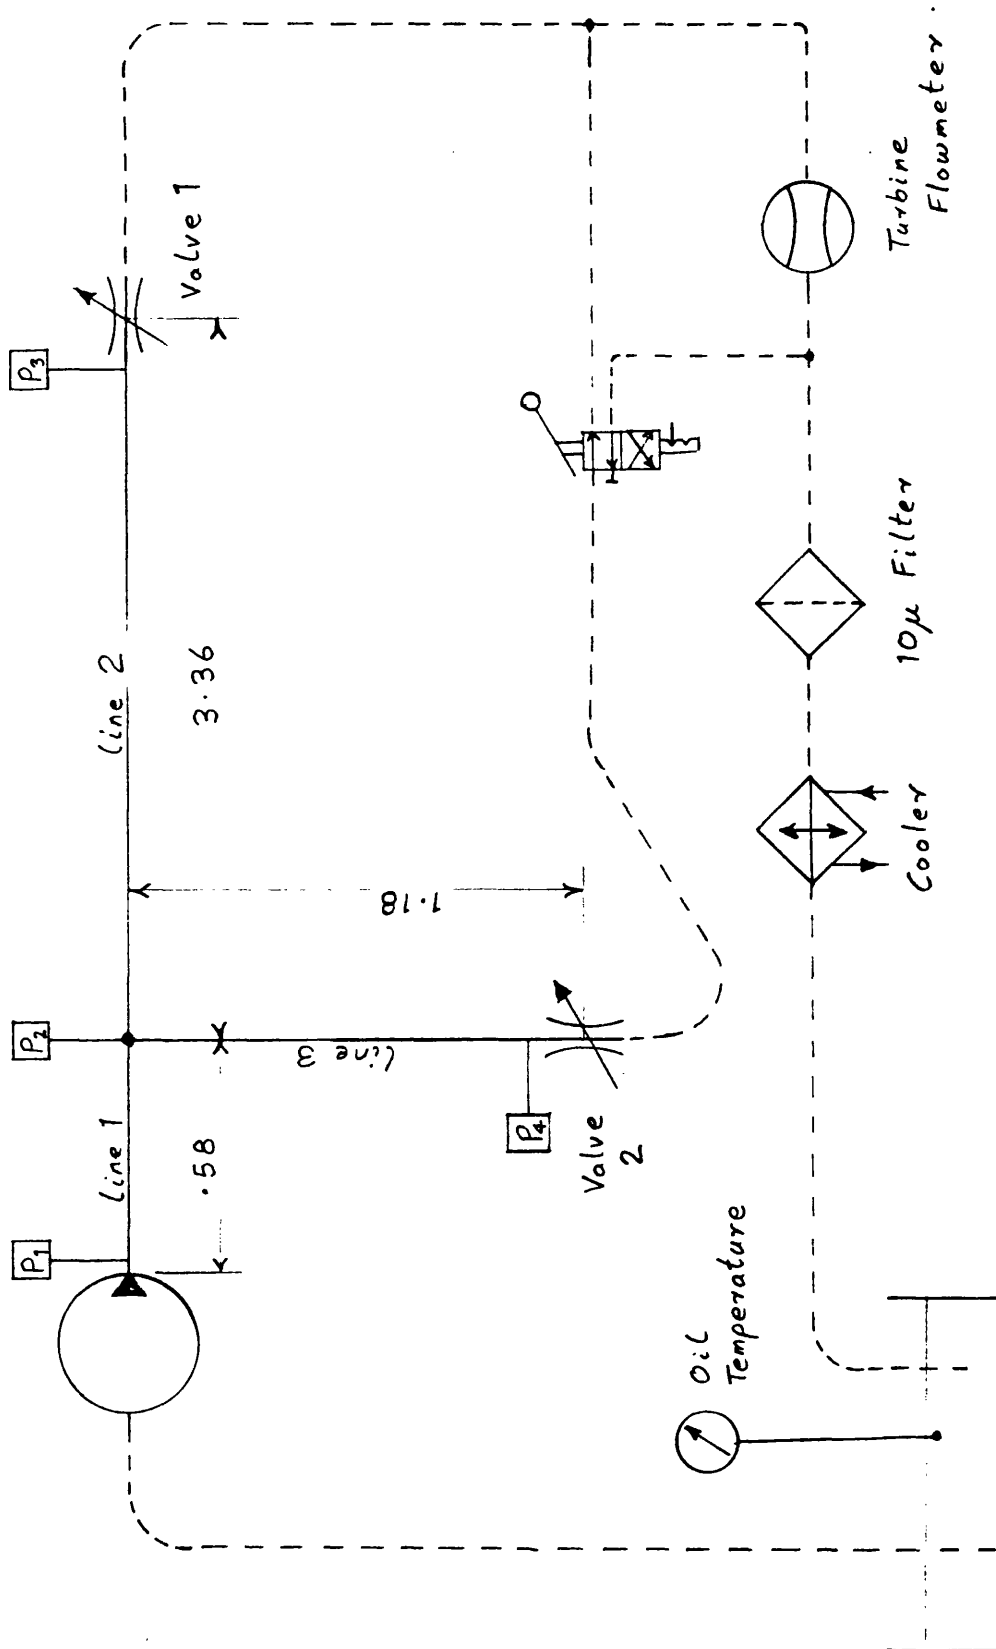 P1
P2
P3
Line 1
Line 2
.58
3.36
Valve 1
Line 3
1.18
P4
Valve
2
Oil
Temperature
Cooler
10μ Filter
Turbine
Flowmeter.